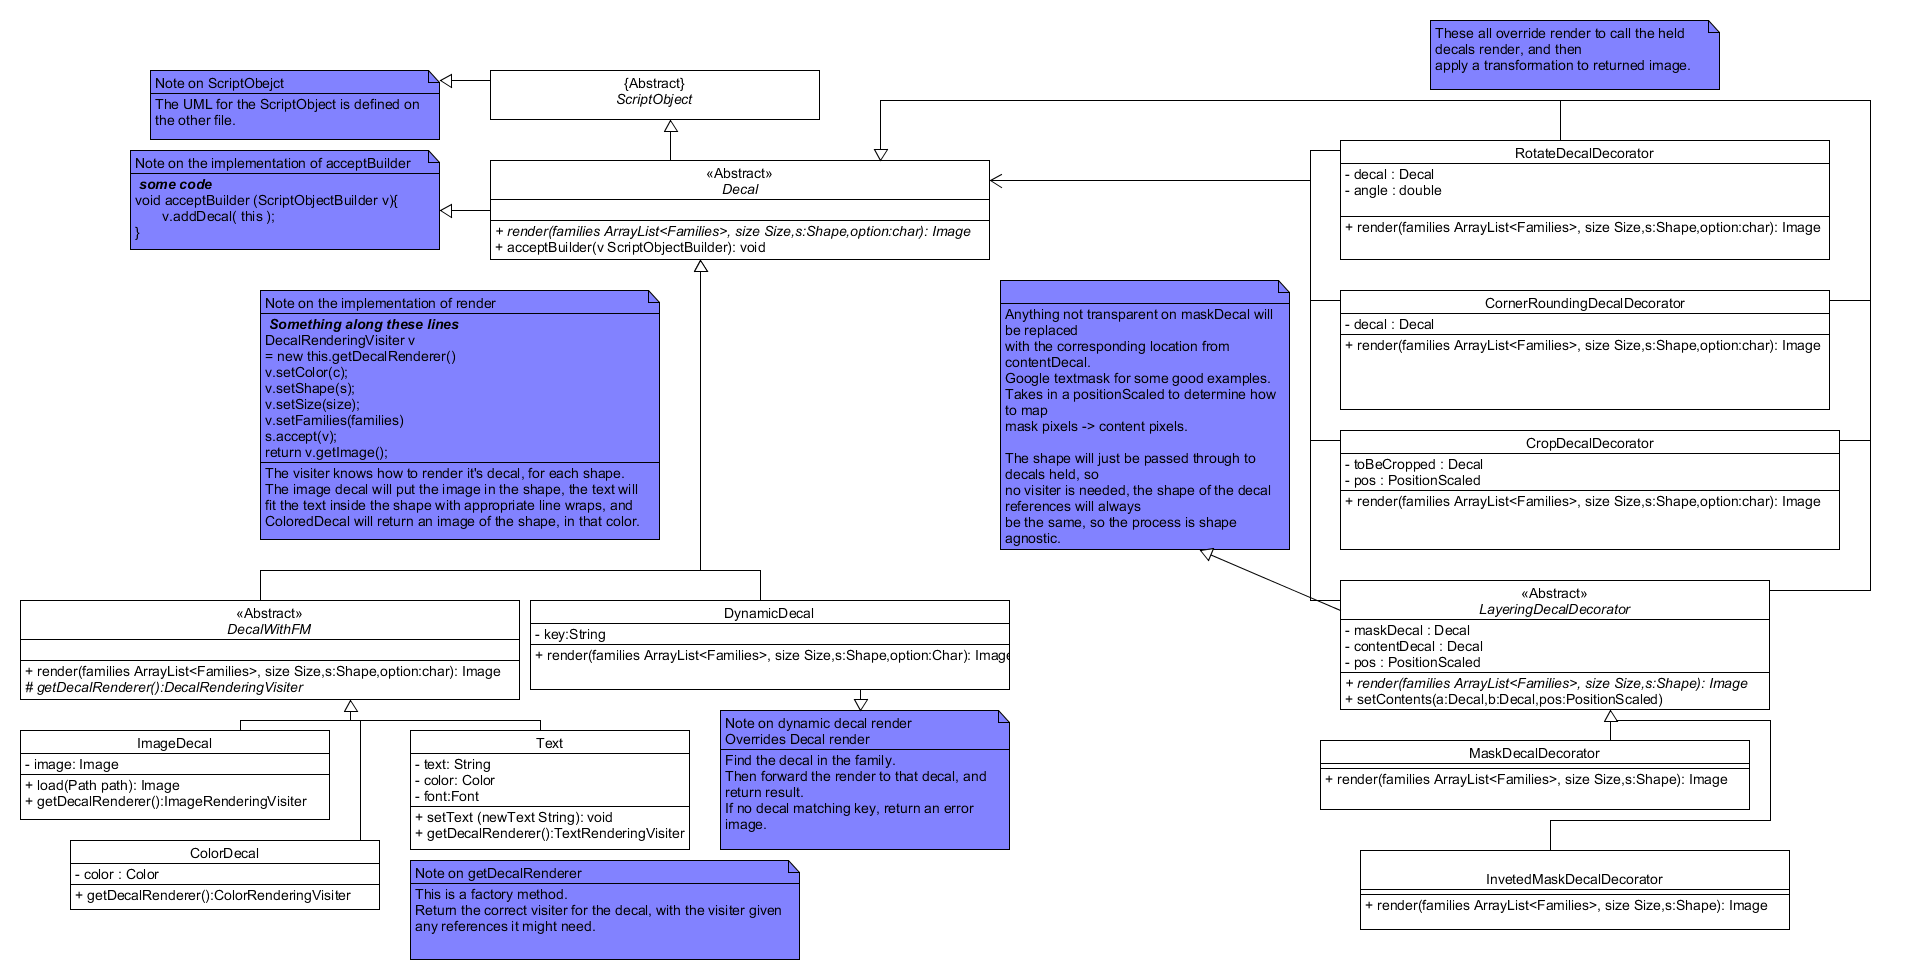 These all override render to call the held
decals render, and then
apply a transformation to returned image.
Note on ScriptObejct
The UML for the ScriptObject is defined on
the other file.
{Abstract}
ScriptObject
Note on the implementation of acceptBuilder
some code
void acceptBuilder (ScriptObjectBuilder v){
v.addDecal( this );
}
«Abstract»
Decal
+ render(families ArrayList<Families>, size Size,s:Shape,option:char): Image
+ acceptBuilder(v ScriptObjectBuilder): void
RotateDecalDecorator
- decal : Decal
- angle : double
+ render(families ArrayList<Families>, size Size,s:Shape,option:char): Image
Note on the implementation of render
Something along these lines
DecalRenderingVisiter v
= new this.getDecalRenderer()
v.setColor(c);
v.setShape(s);
v.setSize(size);
v.setFamilies(families)
s.accept(v);
return v.getImage();
The visiter knows how to render it's decal, for each shape.
The image decal will put the image in the shape, the text will
fit the text inside the shape with appropriate line wraps, and
ColoredDecal will return an image of the shape, in that color.
Anything not transparent on maskDecal will
be replaced
with the corresponding location from
contentDecal.
Google textmask for some good examples.
Takes in a positionScaled to determine how
to map
mask pixels -> content pixels.
The shape will just be passed through to
decals held, so
no visiter is needed, the shape of the decal
references will always
be the same, so the process is shape
agnostic.
CornerRoundingDecalDecorator
- decal : Decal
+ render(families ArrayList<Families>, size Size,s:Shape,option:char): Image
CropDecalDecorator
- toBeCropped : Decal
- pos : PositionScaled
+ render(families ArrayList<Families>, size Size,s:Shape,option:char): Image
«Abstract»
DecalWithFM
+ render(families ArrayList<Families>, size Size,s:Shape,option:char): Image
# getDecalRenderer():DecalRenderingVisiter
DynamicDecal
- key:String
+ render(families ArrayList<Families>, size Size,s:Shape,option:Char): Image
«Abstract»
LayeringDecalDecorator
- maskDecal : Decal
- contentDecal : Decal
- pos : PositionScaled
+ render(families ArrayList<Families>, size Size,s:Shape): Image
+ setContents(a:Decal,b:Decal,pos:PositionScaled)
ImageDecal
- image: Image
+ load(Path path): Image
+ getDecalRenderer():ImageRenderingVisiter
Text
- text: String
- color: Color
- font:Font
+ setText (newText String): void
+ getDecalRenderer():TextRenderingVisiter
Note on dynamic decal render
Overrides Decal render
Find the decal in the family.
Then forward the render to that decal, and
return result.
If no decal matching key, return an error
image.
MaskDecalDecorator
+ render(families ArrayList<Families>, size Size,s:Shape): Image
ColorDecal
- color : Color
+ getDecalRenderer():ColorRenderingVisiter
Note on getDecalRenderer
This is a factory method.
Return the correct visiter for the decal, with the visiter given
any references it might need.
InvetedMaskDecalDecorator
+ render(families ArrayList<Families>, size Size,s:Shape): Image